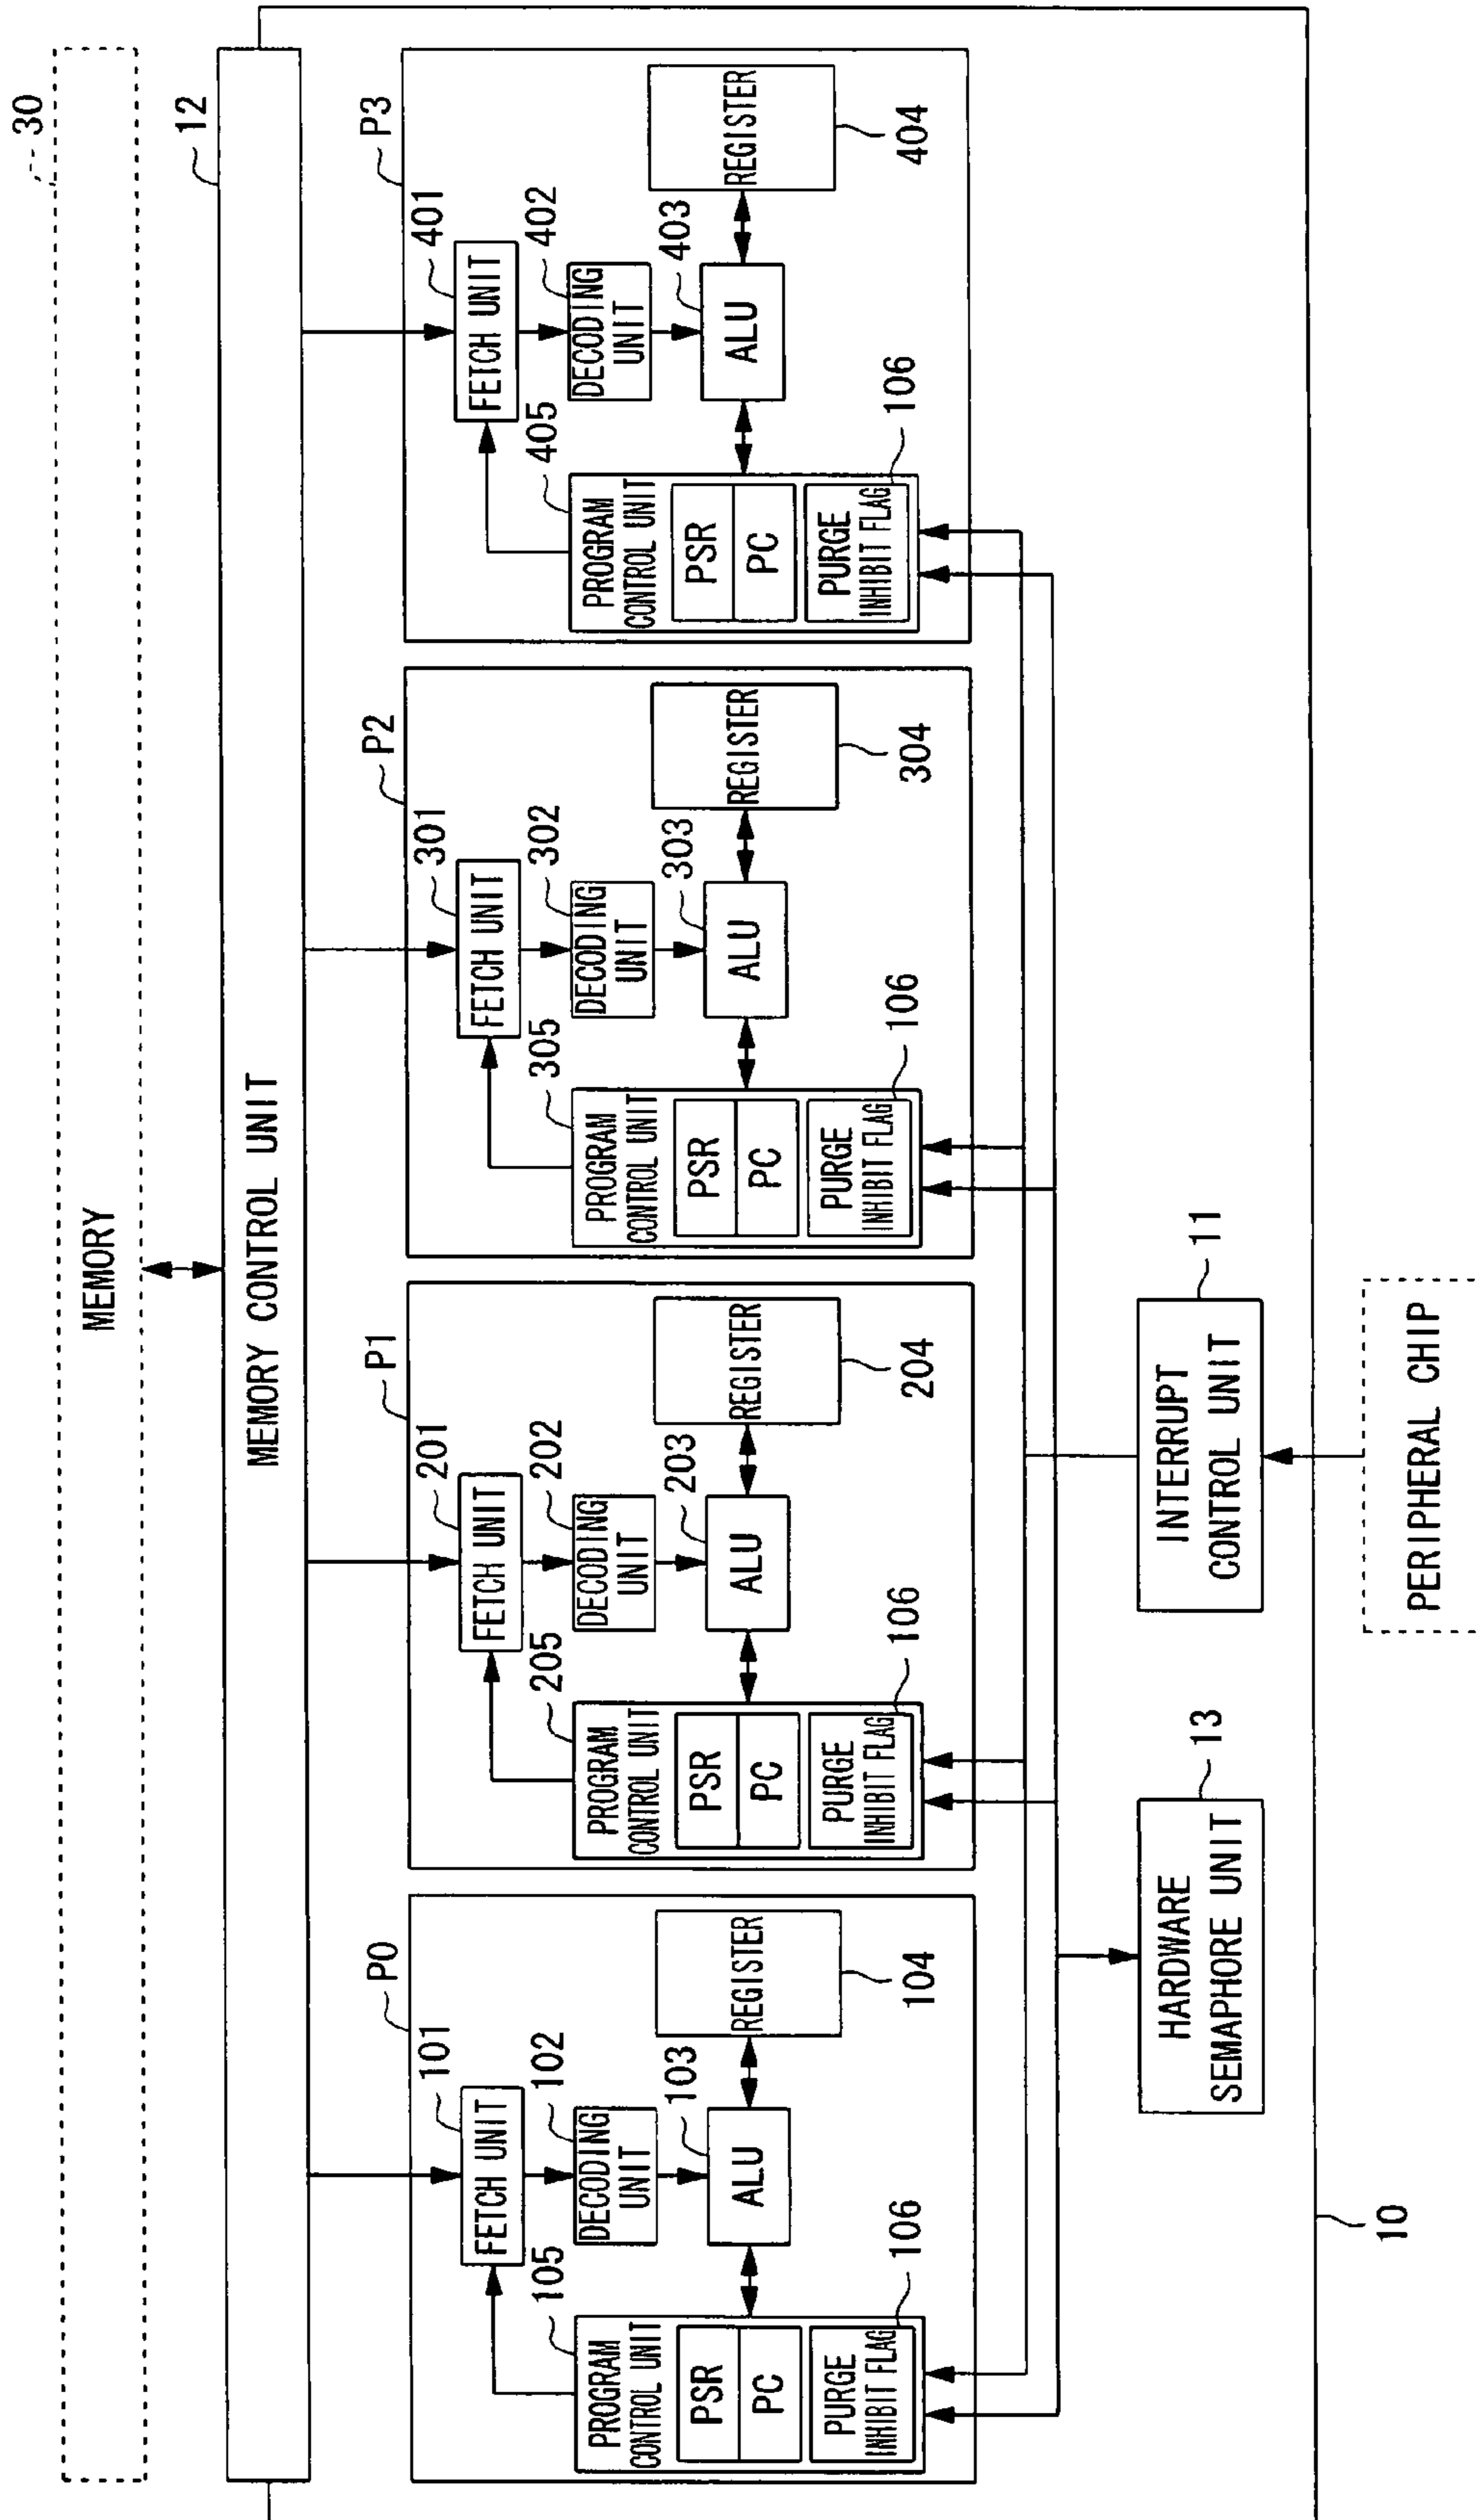 30
MEMORY
12
MEMORY CONTROL UNIT
P0
101
FETCH UNIT
105
102
DECODING
UNIT
PROGRAM
CONTROL UNIT
103
ALU
REGISTER
PSR
PC
PURGE
INHIBIT FLAG
106
104
P1
201
FETCH UNIT
205
202
DECODING
UNIT
PROGRAM
CONTROL UNIT
203
ALU
REGISTER
PSR
PC
PURGE
INHIBIT FLAG
106
204
P2
301
FETCH UNIT
305
302
DECODING
UNIT
PROGRAM
CONTROL UNIT
303
ALU
REGISTER
PSR
PC
PURGE
INHIBIT FLAG
106
304
P3
401
FETCH UNIT
405
402
DECODING
UNIT
PROGRAM
CONTROL UNIT
403
ALU
REGISTER
PSR
PC
PURGE
INHIBIT FLAG
106
404
HARDWARE
SEMAPHORE UNIT
13
INTERRUPT
CONTROL UNIT
11
10
PERIPHERAL CHIP